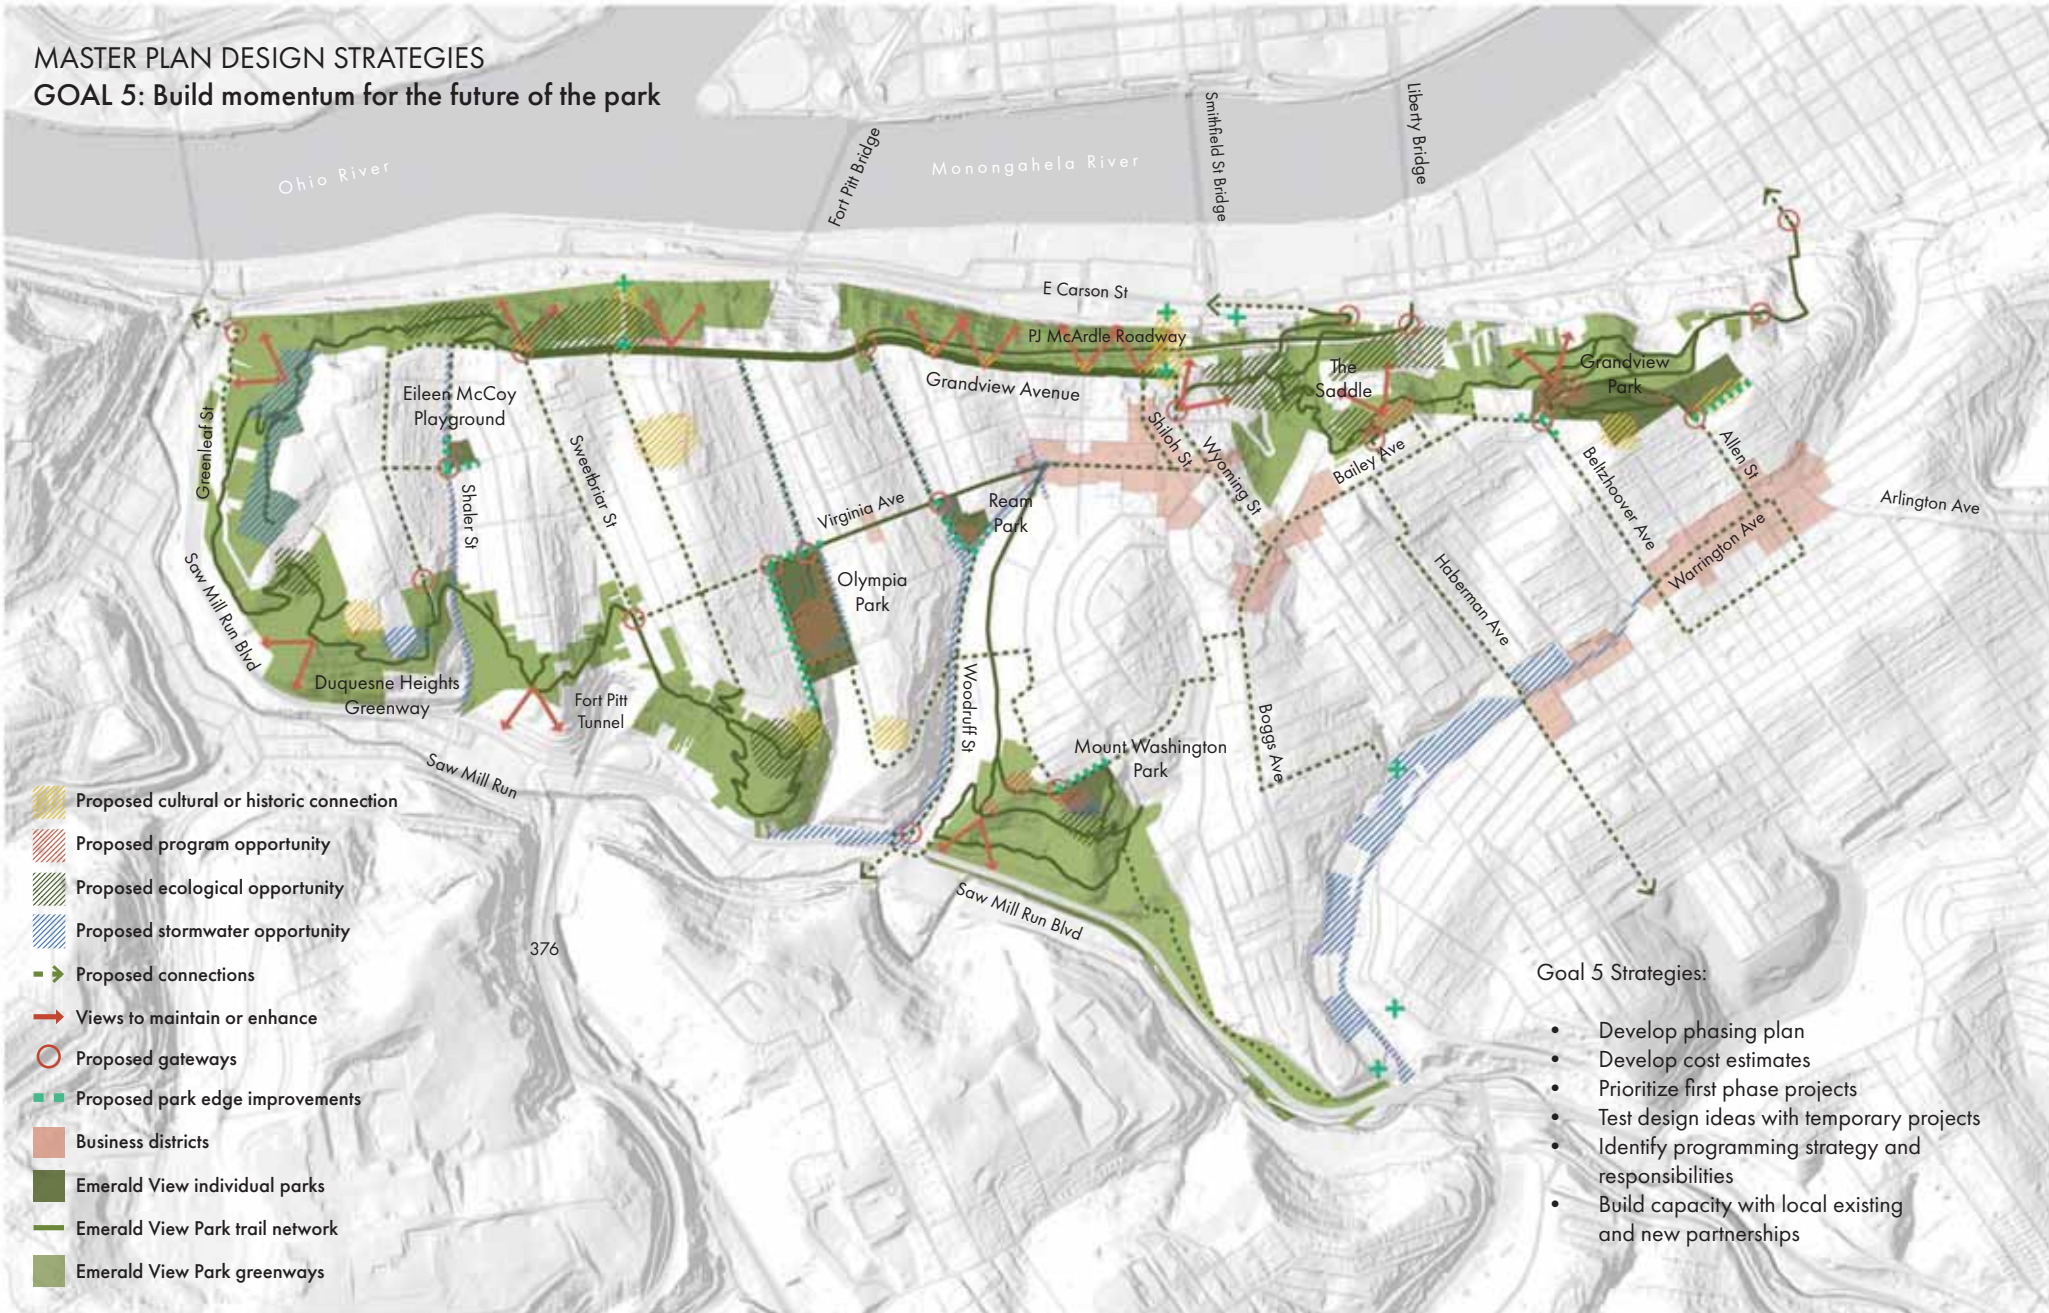 MASTER PLAN DESIGN STRATEGIES
GOAL 5: Build momentum for the future of the park
Ohio River
Monongahela River
Fort Pitt Bridge
Smithfield St Bridge
Liberty Bridge
E Carson St
PJ McArdle Roadway
Grandview Avenue
The
Saddle
Grandview
Park
Eileen McCoy
Playground
Greenleaf St
Shaler St
Sweetbriar St
Virginia Ave
Ream
Park
Shiloh St
Wyoming St
Bailey Ave
Beltzhoover Ave
Allen St
Arlington Ave
Warrington Ave
Haberman Ave
Olympia
Park
Saw Mill Run Blvd
Duquesne Heights
Greenway
Fort Pitt
Tunnel
Woodruff St
Boggs Ave
Mount Washington
Park
Saw Mill Run
Saw Mill Run Blvd
376
Proposed cultural or historic connection
Proposed program opportunity
Proposed ecological opportunity
Proposed stormwater opportunity
Proposed connections
Views to maintain or enhance
Proposed gateways
Proposed park edge improvements
Business districts
Emerald View individual parks
Emerald View Park trail network
Emerald View Park greenways
Goal 5 Strategies:
• Develop phasing plan
• Develop cost estimates
• Prioritize first phase projects
• Test design ideas with temporary projects
• Identify programming strategy and
responsibilities
• Build capacity with local existing
and new partnerships